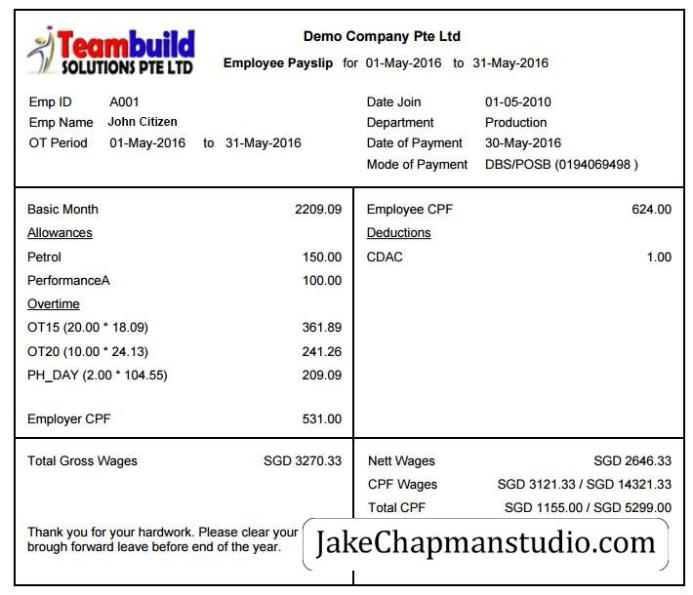 Teambuild
SOLUTIONS PTE LTD
Demo Company Pte Ltd
Employee Payslip for 01-May-2016 to 31-May-2016
Emp ID A001
Date Join 01-05-2010
Emp Name John Citizen
Department Production
OT Period 01-May-2016 to 31-May-2016
Date of Payment 30-May-2016
Mode of Payment DBS/POSB (0194069498 )
Basic Month 2209.09
Allowances
Petrol 150.00
PerformanceA 100.00
Overtime
OT15 (20.00 * 18.09) 361.89
OT20 (10.00 * 24.13) 241.26
PH_DAY (2.00 * 104.55) 209.09
Employer CPF 531.00
Employee CPF 624.00
Deductions
CDAC 1.00
Total Gross Wages SGD 3270.33
Thank you for your hardwork. Please clear your
brough forward leave before end of the year.
Nett Wages SGD 2646.33
CPF Wages SGD 3121.33 / SGD 14321.33
Total CPF SGD 1155.00 / SGD 5299.00
JakeChapmanstudio.com